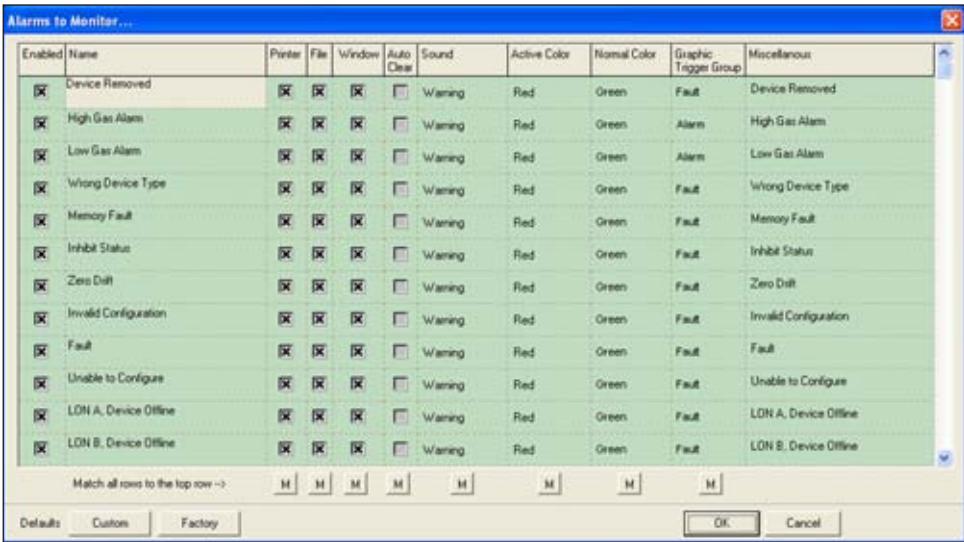 Alarms to Monitor...
Enabled Name Printer File Window Auto Clear Sound Active Color Normal Color Graphic Trigger Group Miscellanous
Device Removed Warning Red Green Fault Device Removed
High Gas Alarm Warning Red Green Alarm High Gas Alarm
Low Gas Alarm Warning Red Green Alarm Low Gas Alarm
Wrong Device Type Warning Red Green Fault Wrong Device Type
Memory Fault Warning Red Green Fault Memory Fault
Inhibit Status Warning Red Green Fault Inhibit Status
Zero Drift Warning Red Green Fault Zero Drift
Invalid Configuration Warning Red Green Fault Invalid Configuration
Fault Warning Red Green Fault Fault
Unable to Configure Warning Red Green Fault Unable to Configure
LON A, Device Offline Warning Red Green Fault LON A, Device Offline
LON B, Device Offline Warning Red Green Fault LON B, Device Offline
Match all rows to the top row --> M M M M M M M M
Defaults Custom Factory OK Cancel